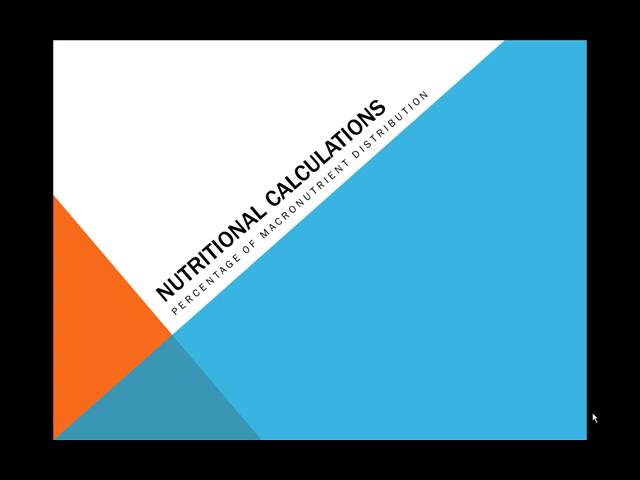 NUTRITIONAL CALCULATIONS
PERCENTAGE OF MACRONUTRIENT DISTRIBUTION